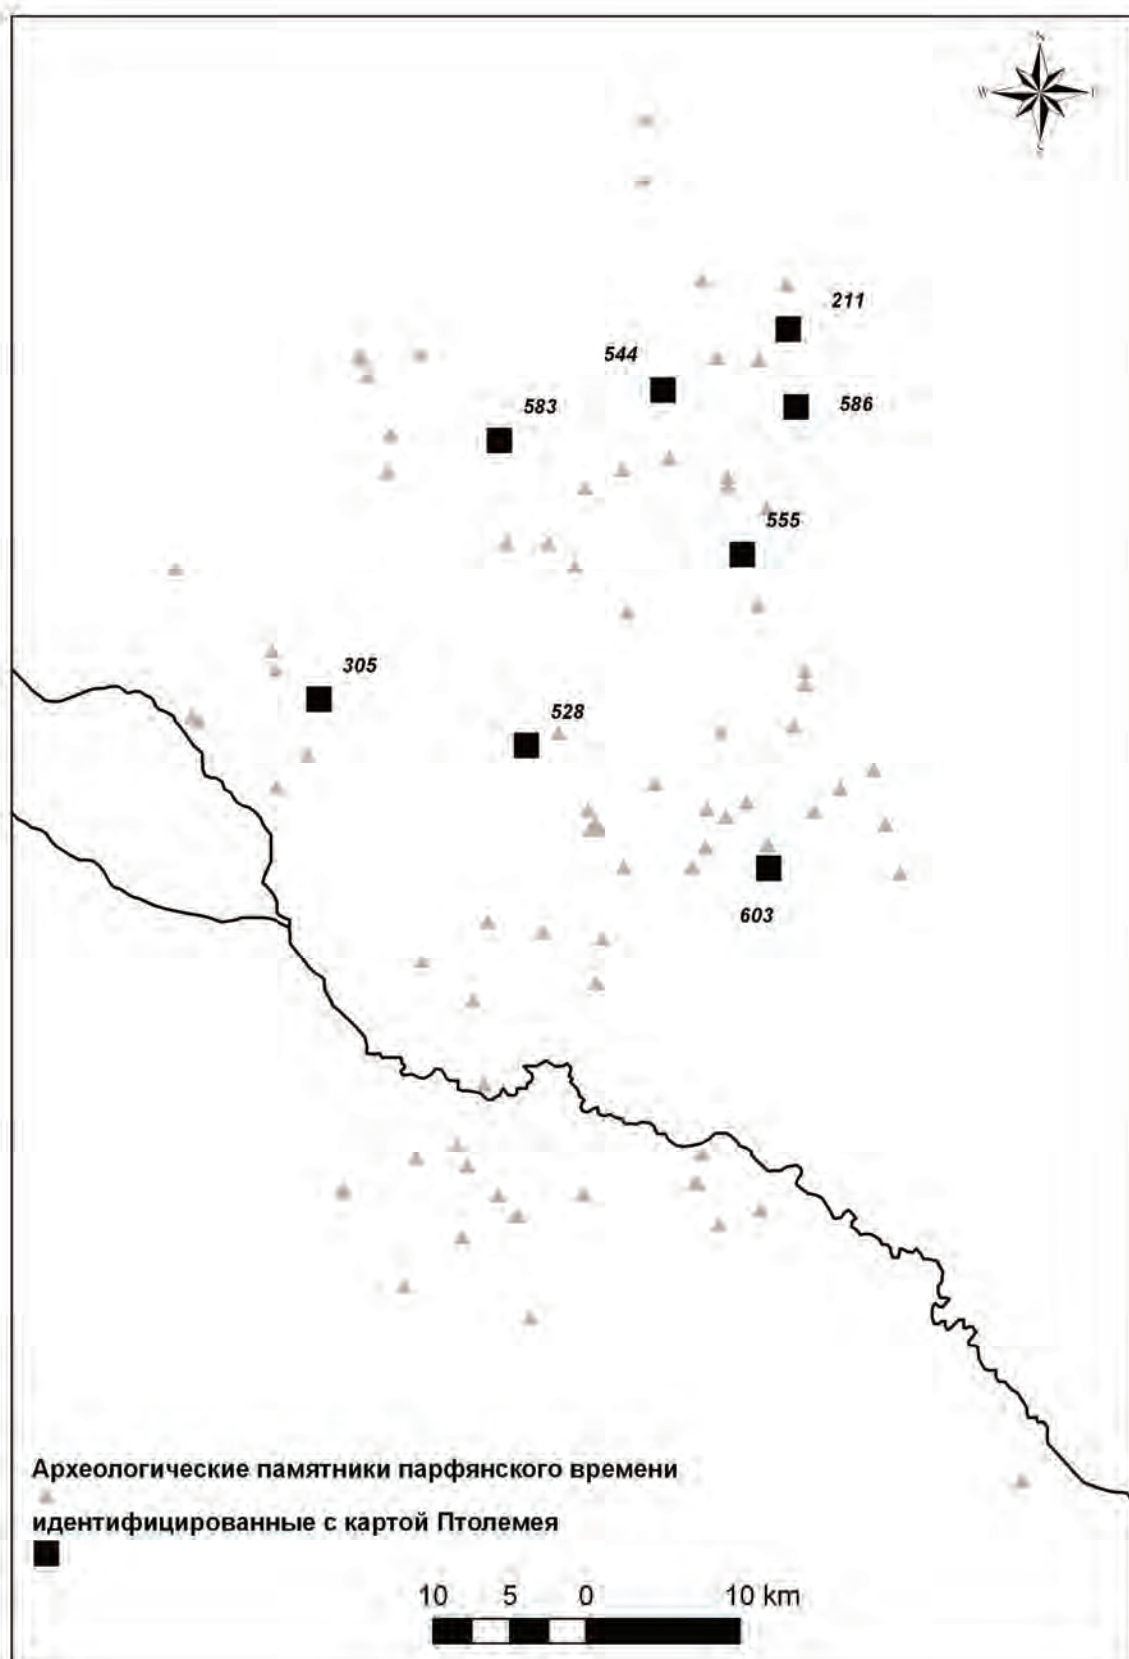 N
W E
S
211
544
586
583
555
305
528
603
Археологические памятники парфянского времени
идентифицированные с картой Птолемея
10 5 0 10 km